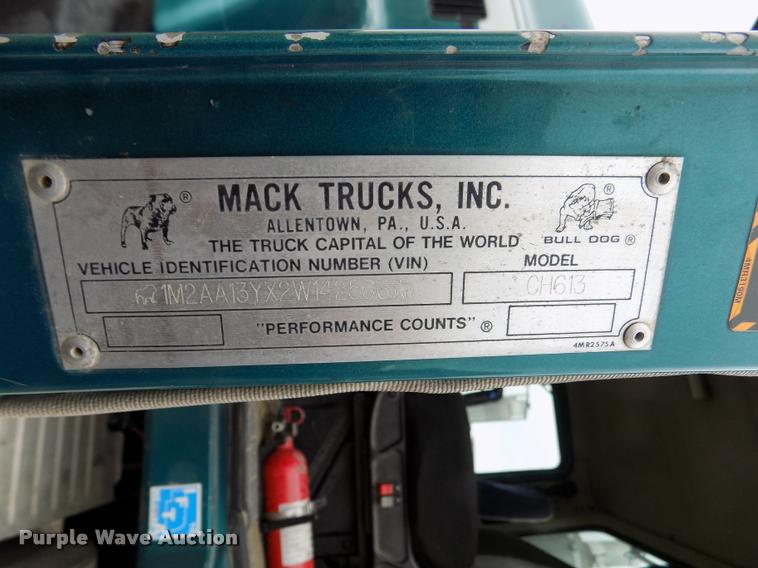 MACK TRUCKS, INC.
ALLENTOWN, PA., U.S.A.
THE TRUCK CAPITAL OF THE WORLD
BULL DOG ®
VEHICLE IDENTIFICATION NUMBER (VIN)
MODEL
CH613
"PERFORMANCE COUNTS" ®
4MR2575A
4MR3190M
Purple Wave Auction